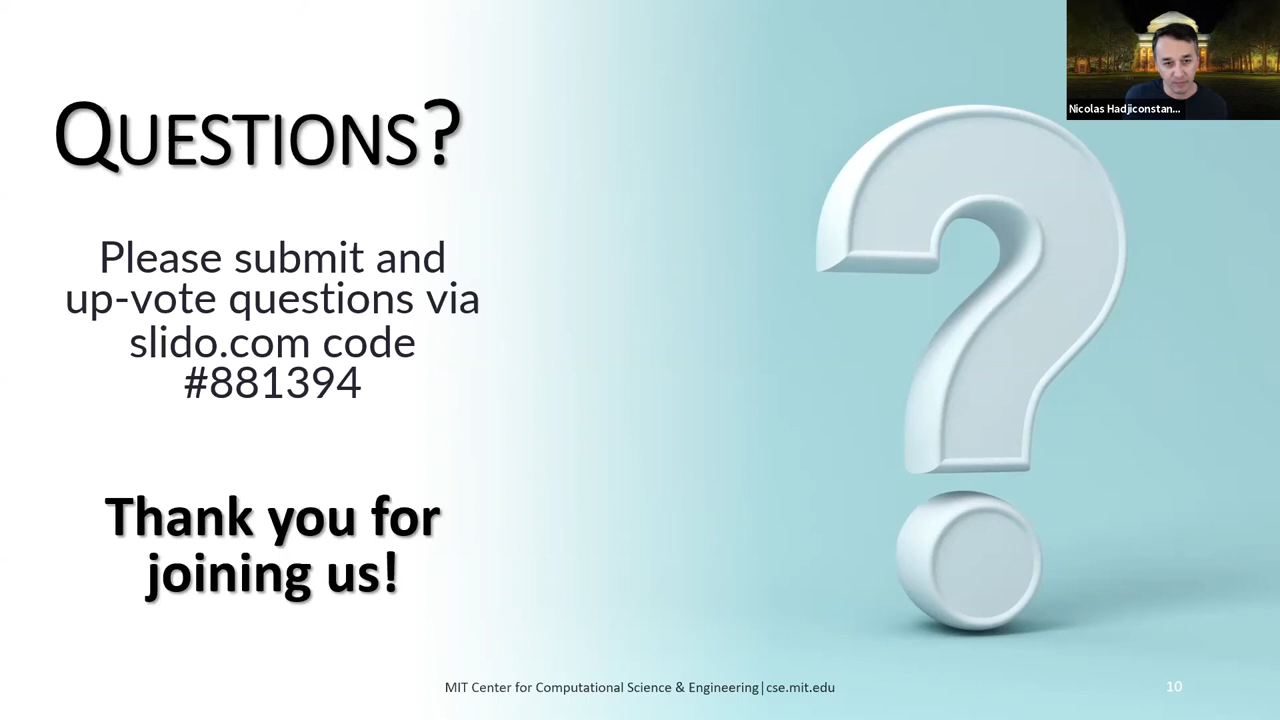 QUESTIONS?
Please submit and
up-vote questions via
slido.com code
#881394
Thank you for
joining us!
Nicolas Hadjiconstan...
MIT Center for Computational Science & Engineering|cse.mit.edu
10